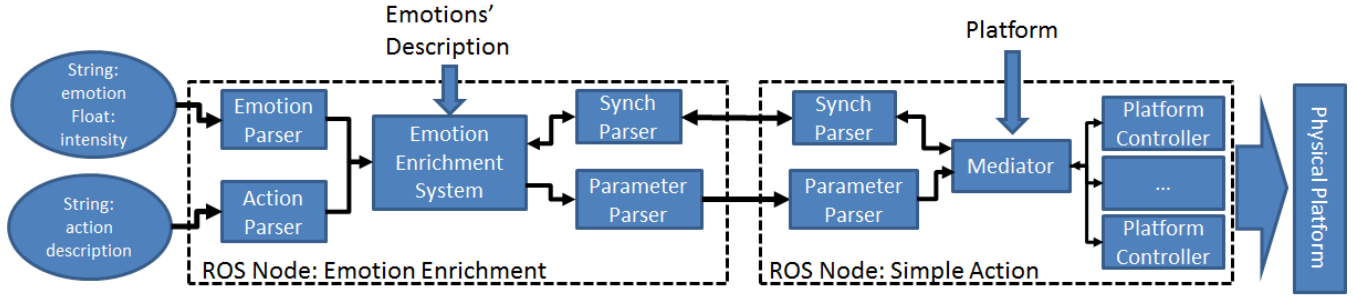 Emotions'
Description
Platform
String:
emotion
Float:
intensity
String:
action
description
Emotion
Parser
Action
Parser
Emotion
Enrichment
System
Synch
Parser
Parameter
Parser
ROS Node: Emotion Enrichment
Synch
Parser
Parameter
Parser
Mediator
Platform
Controller
...
Platform
Controller
ROS Node: Simple Action
Physical Platform